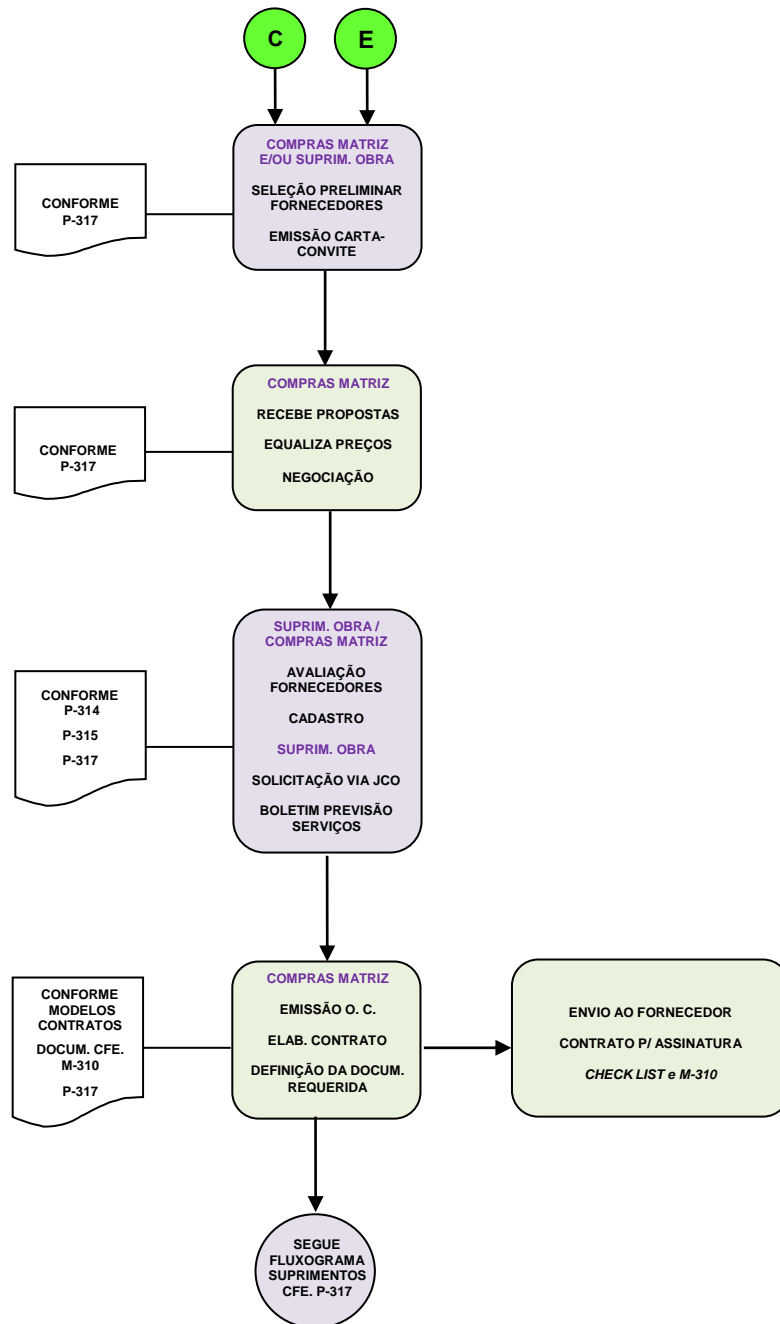 C
E
COMPRAS MATRIZ
E/OU SUPRIM. OBRA
SELEÇÃO PRELIMINAR
FORNECEDORES
EMISSÃO CARTA-
CONVITE
CONFORME
P-317
COMPRAS MATRIZ
RECEBE PROPOSTAS
EQUALIZA PREÇOS
NEGOCIAÇÃO
CONFORME
P-317
SUPRIM. OBRA /
COMPRAS MATRIZ
AVALIAÇÃO
FORNECEDORES
CADASTRO
SUPRIM. OBRA
SOLICITAÇÃO VIA JCO
BOLETIM PREVISÃO
SERVIÇOS
CONFORME
P-314
P-315
P-317
COMPRAS MATRIZ
EMISSÃO O. C.
ELAB. CONTRATO
DEFINIÇÃO DA DOCUM.
REQUERIDA
CONFORME
MODELOS
CONTRATOS
DOCUM. CFE.
M-310
P-317
ENVIO AO FORNECEDOR
CONTRATO P/ ASSINATURA
CHECK LIST e M-310
SEGUE
FLUXOGRAMA
SUPRIMENTOS
CFE. P-317